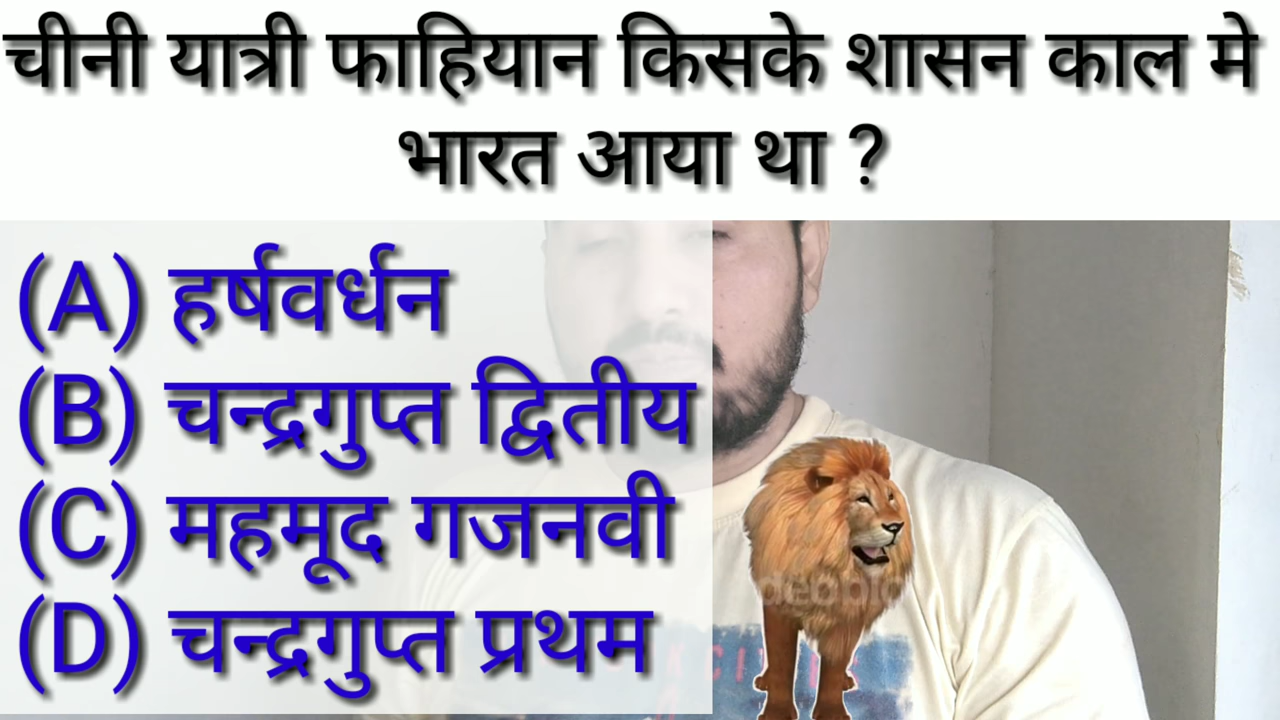 चीनी यात्री फाहियान किसके शासन काल मे
भारत आया था ?
(A) हर्षवर्धन
(B) चन्द्रगुप्त द्वितीय
(C) महमूद गजनवी
(D) चन्द्रगुप्त प्रथम